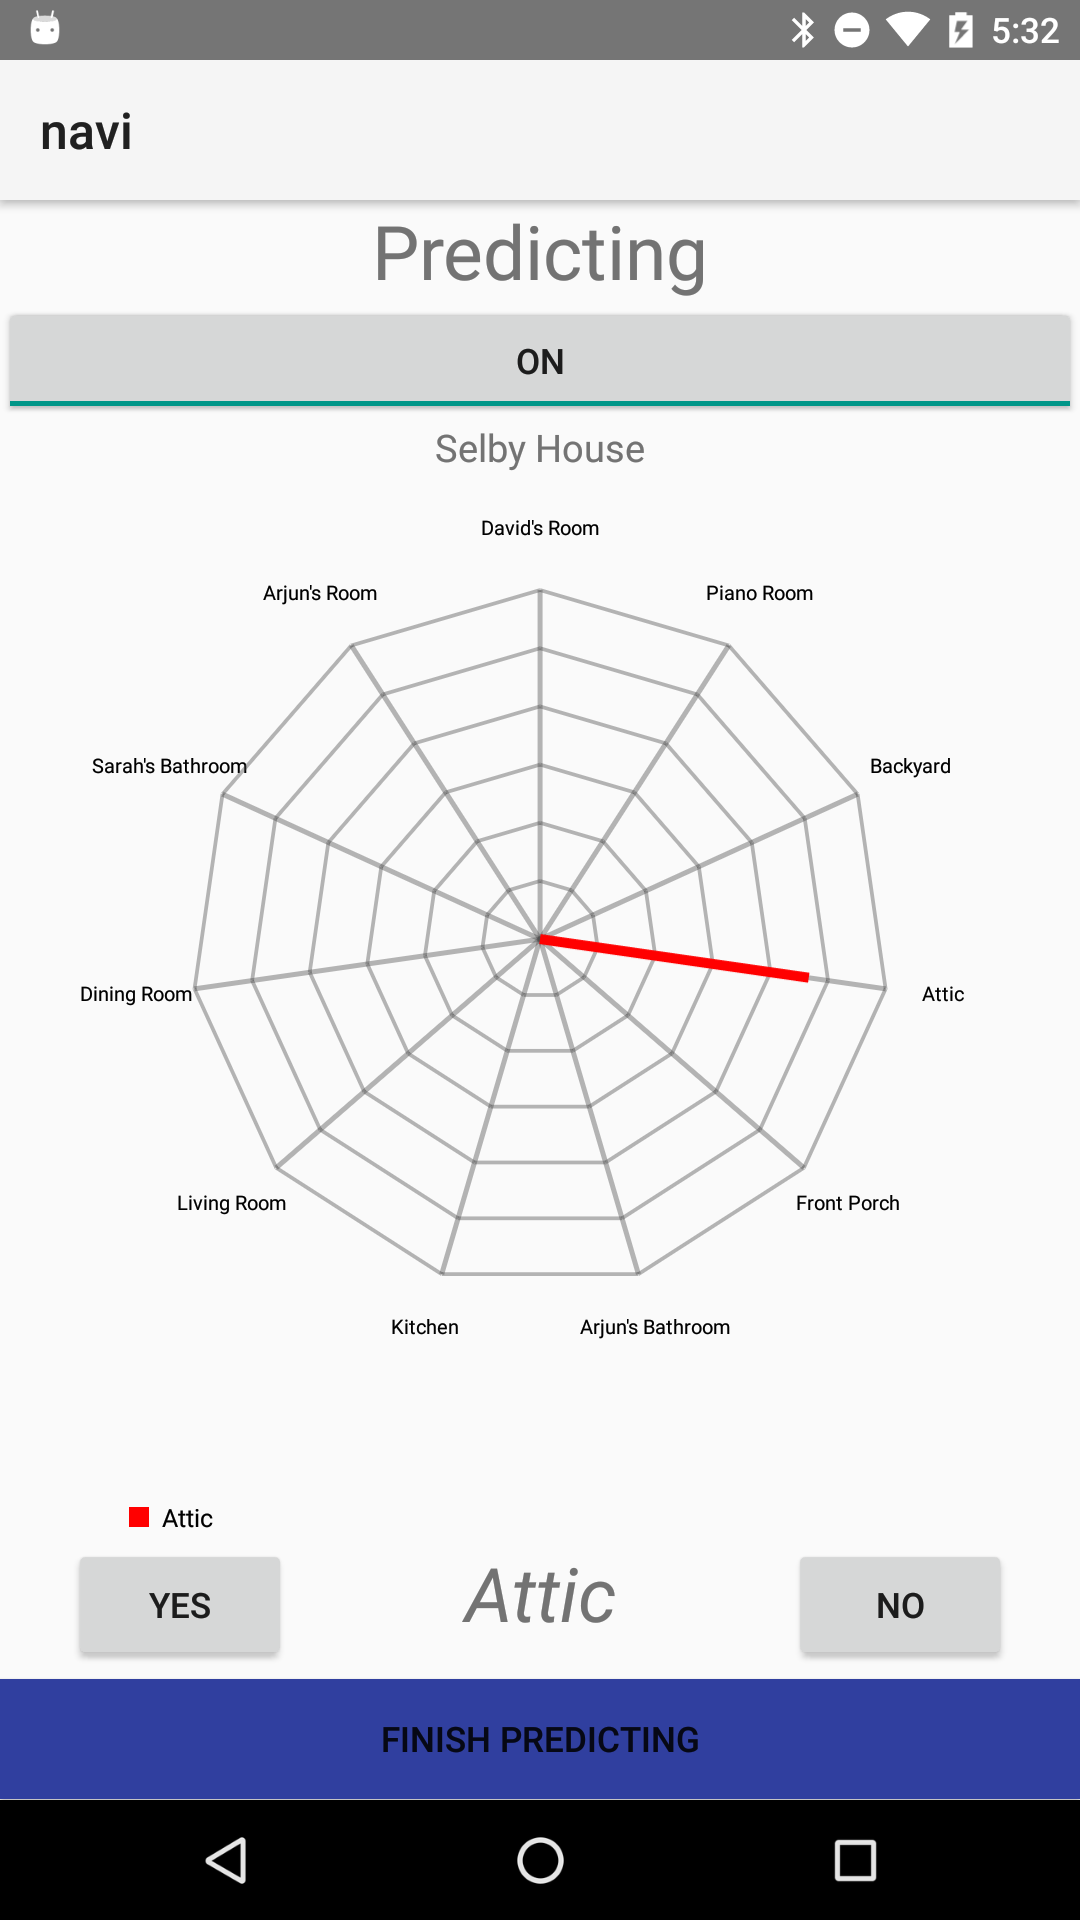 5:32
navi
Predicting
ON
Selby House
David's Room
Arjun's Room
Piano Room
Sarah's Bathroom
Backyard
Dining Room
Attic
Living Room
Front Porch
Kitchen
Arjun's Bathroom
Attic
YES
Attic
NO
FINISH PREDICTING